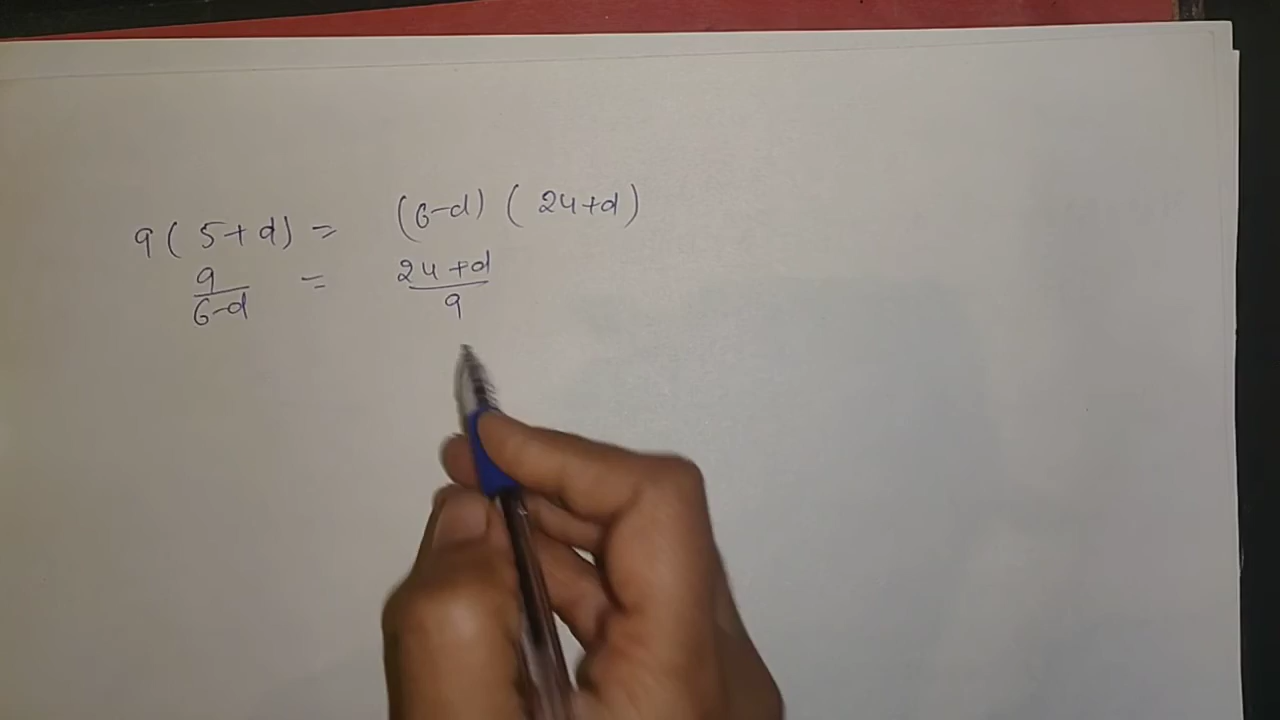 9 ( 5+d) = (6-d) ( 24+d)
9/6-d = 24+d/9